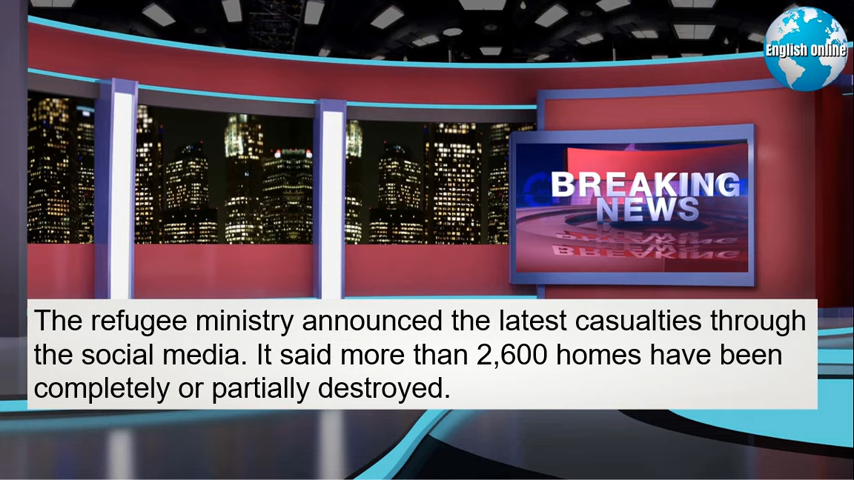 English Online
BREAKING
NEWS
The refugee ministry announced the latest casualties through
the social media. It said more than 2,600 homes have been
completely or partially destroyed.